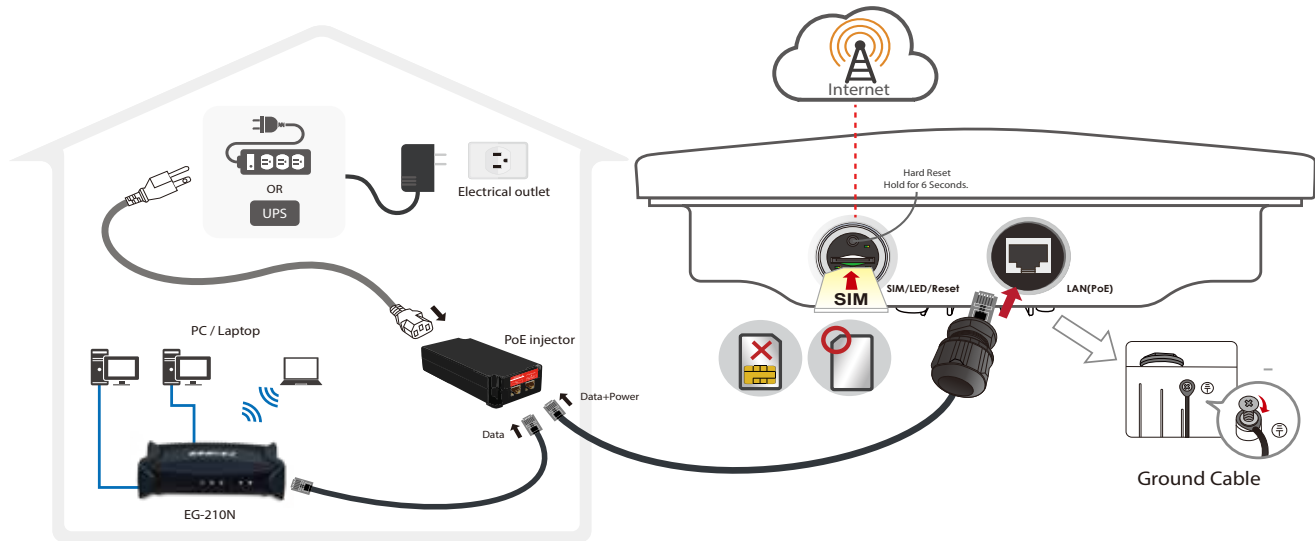 Internet
Hard Reset
Hold for 6 Seconds.
OR
UPS
Electrical outlet
SIM/LED/Reset
LAN(PoE)
SIM
PC / Laptop
PoE injector
Data+Power
Data
Ground Cable
EG-210N